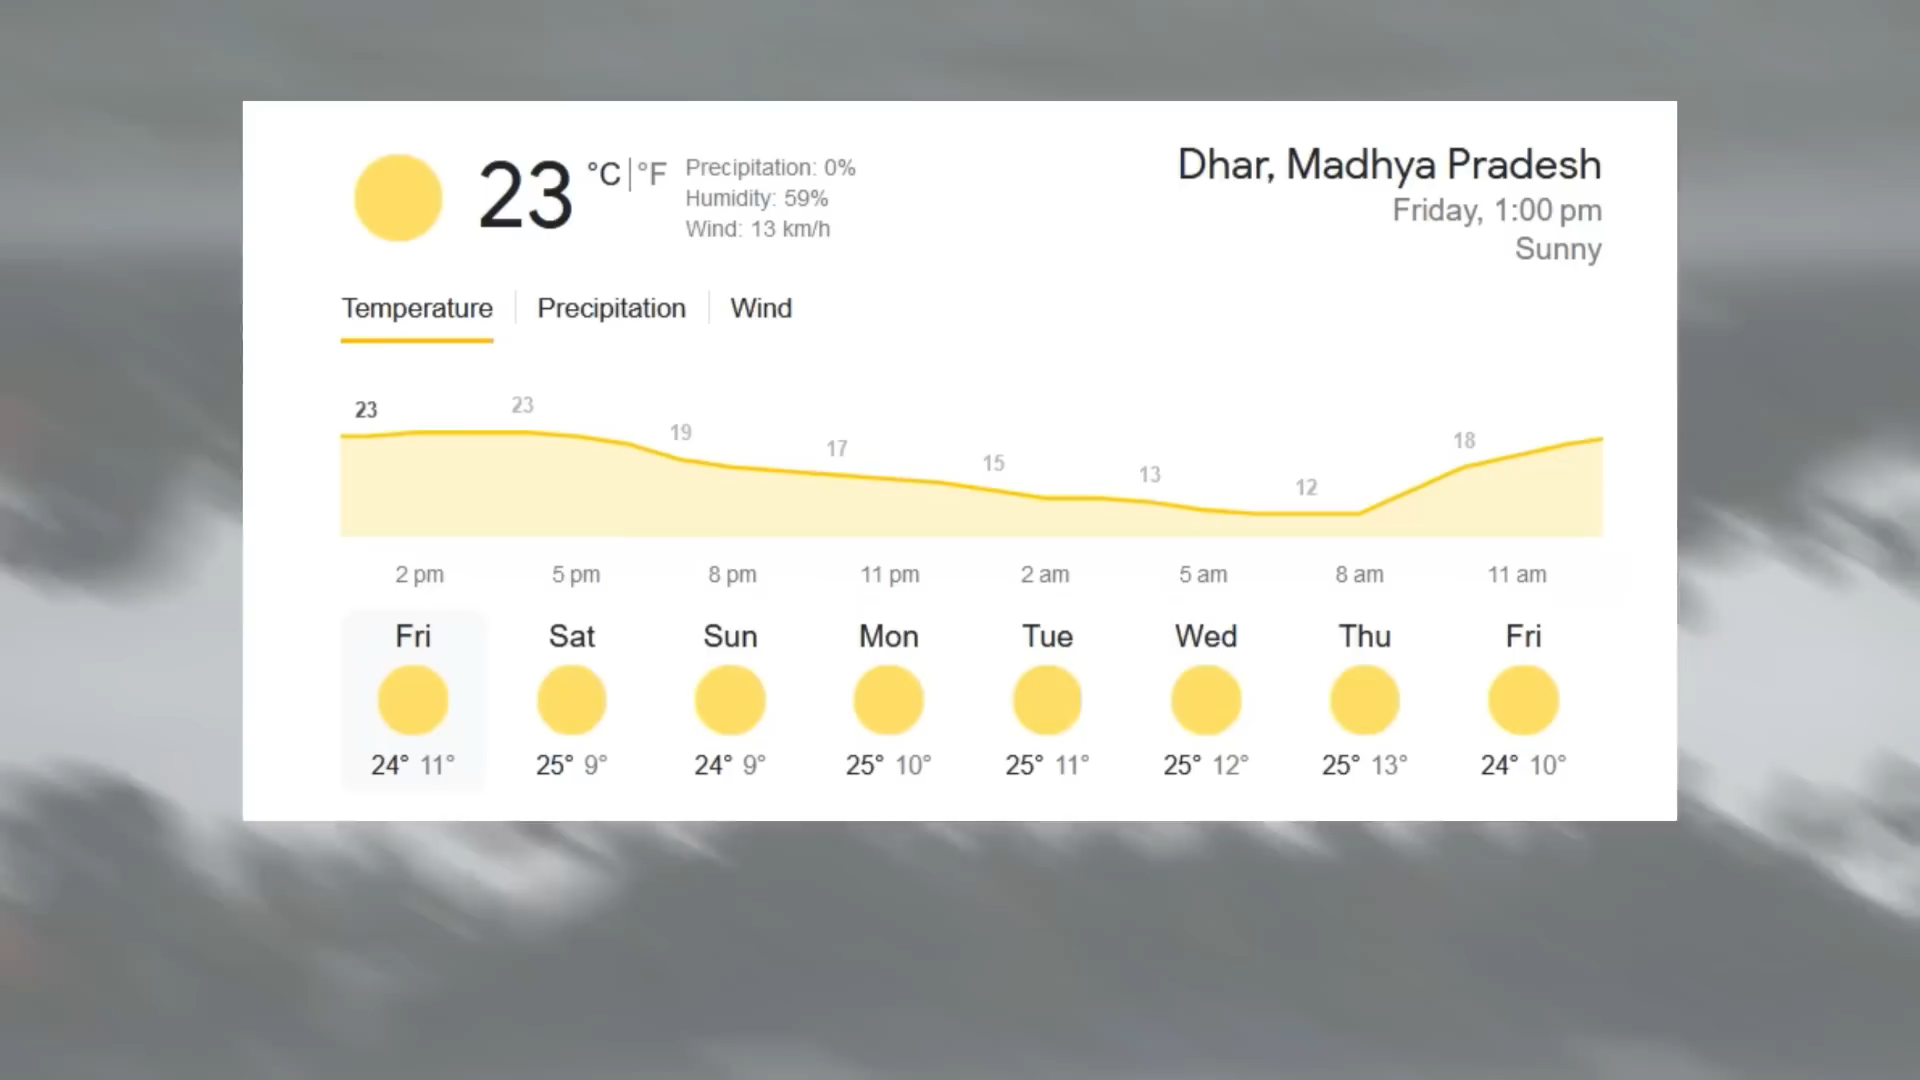 23 °C|°F
Precipitation: 0%
Humidity: 59%
Wind: 13 km/h
Dhar, Madhya Pradesh
Friday, 1:00 pm
Sunny
Temperature | Precipitation | Wind
23 23 19 17 15 13 12 18
2 pm 5 pm 8 pm 11 pm 2 am 5 am 8 am 11 am
Fri Sat Sun Mon Tue Wed Thu Fri
24° 11° 25° 9° 24° 9° 25° 10° 25° 11° 25° 12° 25° 13° 24° 10°